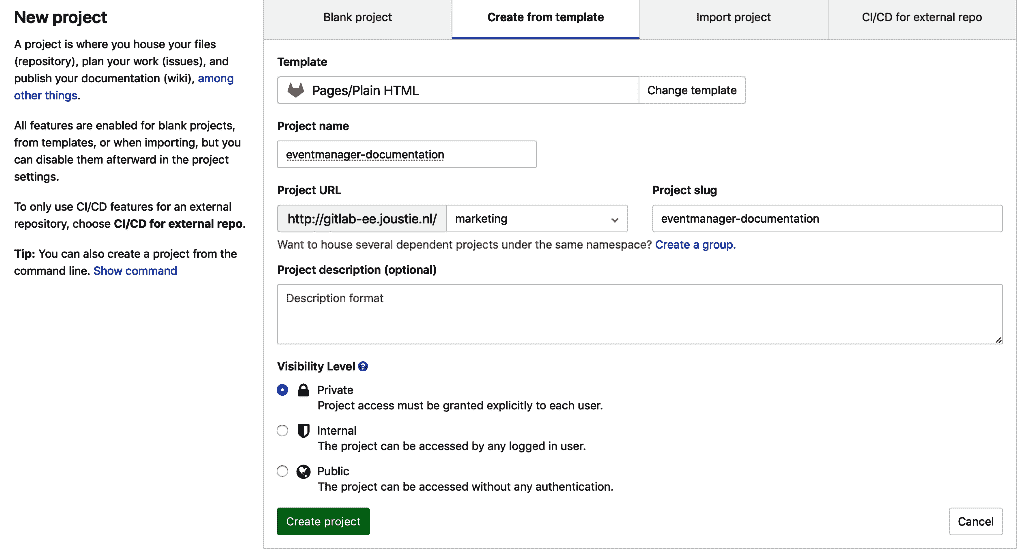 New project
A project is where you house your files
(repository), plan your work (issues), and
publish your documentation (wiki), among
other things.
All features are enabled for blank projects,
from templates, or when importing, but you
can disable them afterward in the project
settings.
To only use CI/CD features for an external
repository, choose CI/CD for external repo.
Tip: You can also create a project from the
command line. Show command
Blank project
Create from template
Import project
CI/CD for external repo
Template
Pages/Plain HTML
Change template
Project name
eventmanager-documentation
Project URL
Project slug
http://gitlab-ee.joustie.nl/
marketing
eventmanager-documentation
Want to house several dependent projects under the same namespace? Create a group.
Project description (optional)
Description format
Visibility Level
Private
Project access must be granted explicitly to each user.
Internal
The project can be accessed by any logged in user.
Public
The project can be accessed without any authentication.
Create project
Cancel